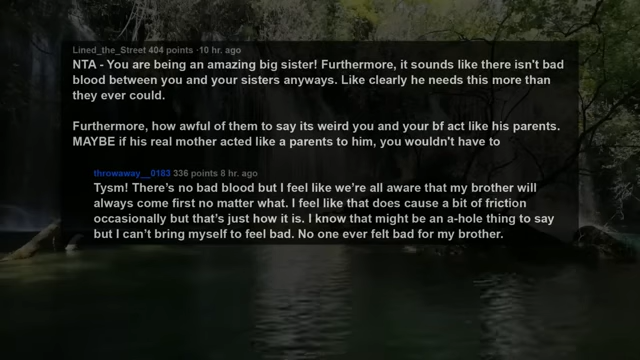 Lined_the_Street 404 points ·10 hr. ago
NTA - You are being an amazing big sister! Furthermore, it sounds like there isn't bad
blood between you and your sisters anyways. Like clearly he needs this more than
they ever could.
Furthermore, how awful of them to say its weird you and your bf act like his parents.
MAYBE if his real mother acted like a parents to him, you wouldn't have to
throwaway__0183 336 points 8 hr. ago
Tysm! There’s no bad blood but I feel like we’re all aware that my brother will
always come first no matter what. I feel like that does cause a bit of friction
occasionally but that’s just how it is. I know that might be an a-hole thing to say
but I can’t bring myself to feel bad. No one ever felt bad for my brother.